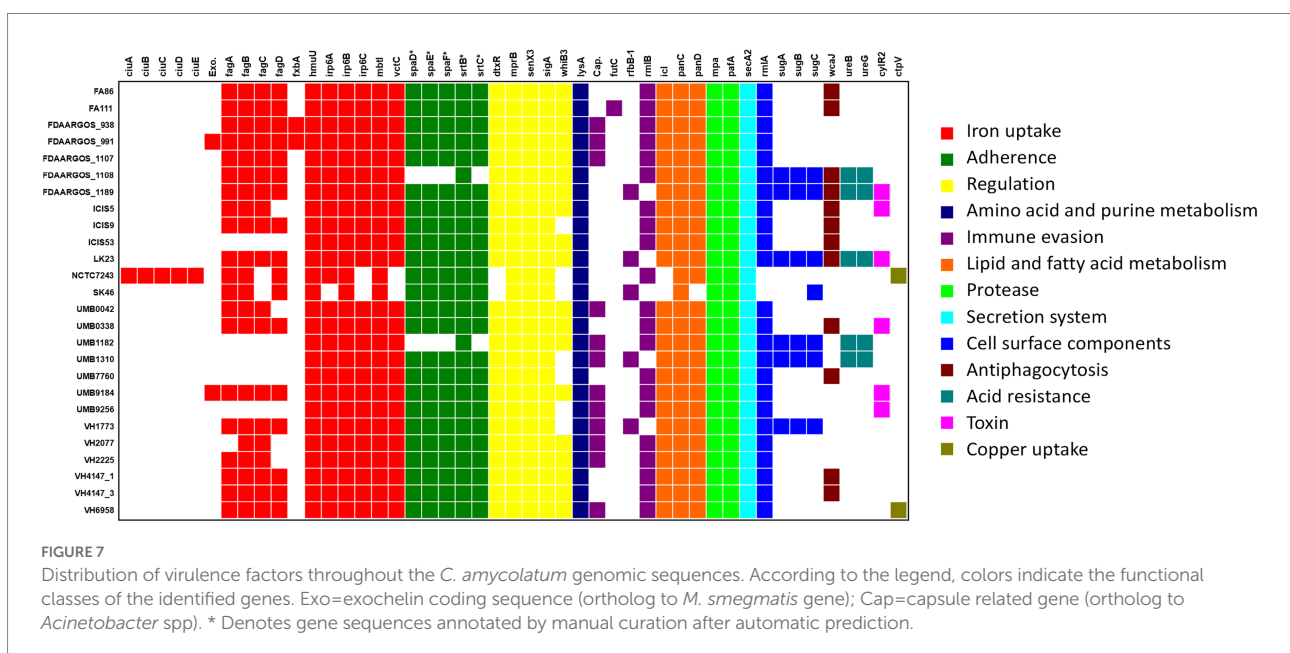 ciuA ciuB ciuC ciuD ciuE Exo. fagA fagB fagC fagD fxbA hmuU irp6A irp6B irp6C mbtI vctC spaD* spaE* spaF* srtB* srtC* dtxR mprB senX3 sigA whiB3 lysA Cap. futC rfbB-1 rmlB icl panC panD mpa pafA secA2 rmlA sugA sugB sugC wcaJ ureB ureG cylR2 ctpV
FA86
FA111
FDAARGOS_938
FDAARGOS_991
FDAARGOS_1107
FDAARGOS_1108
FDAARGOS_1189
ICIS5
ICIS9
ICIS53
LK23
NCTC7243
SK46
UMB0042
UMB0338
UMB1182
UMB1310
UMB7760
UMB9184
UMB9256
VH1773
VH2077
VH2225
VH4147_1
VH4147_3
VH6958
Iron uptake
Adherence
Regulation
Amino acid and purine metabolism
Immune evasion
Lipid and fatty acid metabolism
Protease
Secretion system
Cell surface components
Antiphagocytosis
Acid resistance
Toxin
Copper uptake
FIGURE 7
Distribution of virulence factors throughout the C. amycolatum genomic sequences. According to the legend, colors indicate the functional
classes of the identified genes. Exo=exochelin coding sequence (ortholog to M. smegmatis gene); Cap=capsule related gene (ortholog to
Acinetobacter spp). * Denotes gene sequences annotated by manual curation after automatic prediction.